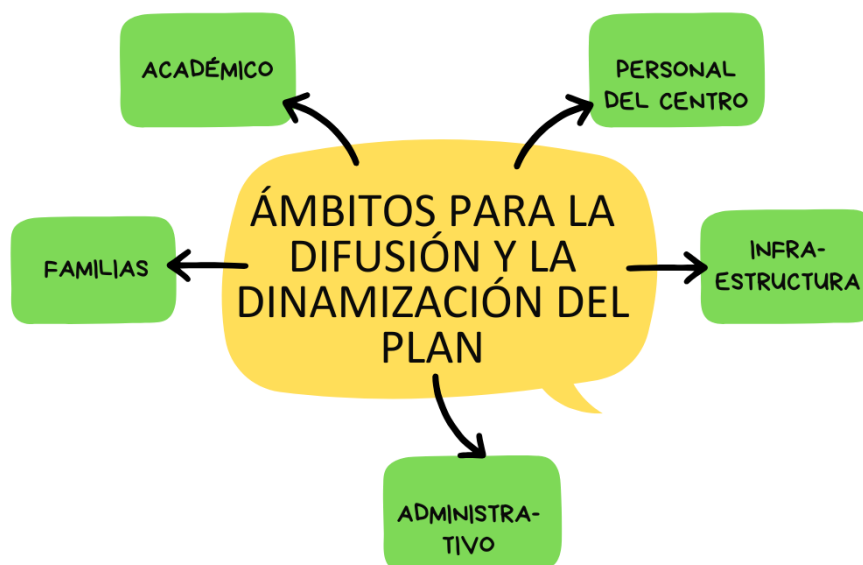 ACADÉMICO
PERSONAL
DEL CENTRO
ÁMBITOS PARA LA
DIFUSIÓN Y LA
DINAMIZACIÓN DEL
PLAN
FAMILIAS
INFRA-
ESTRUCTURA
ADMINISTRA-
TIVO